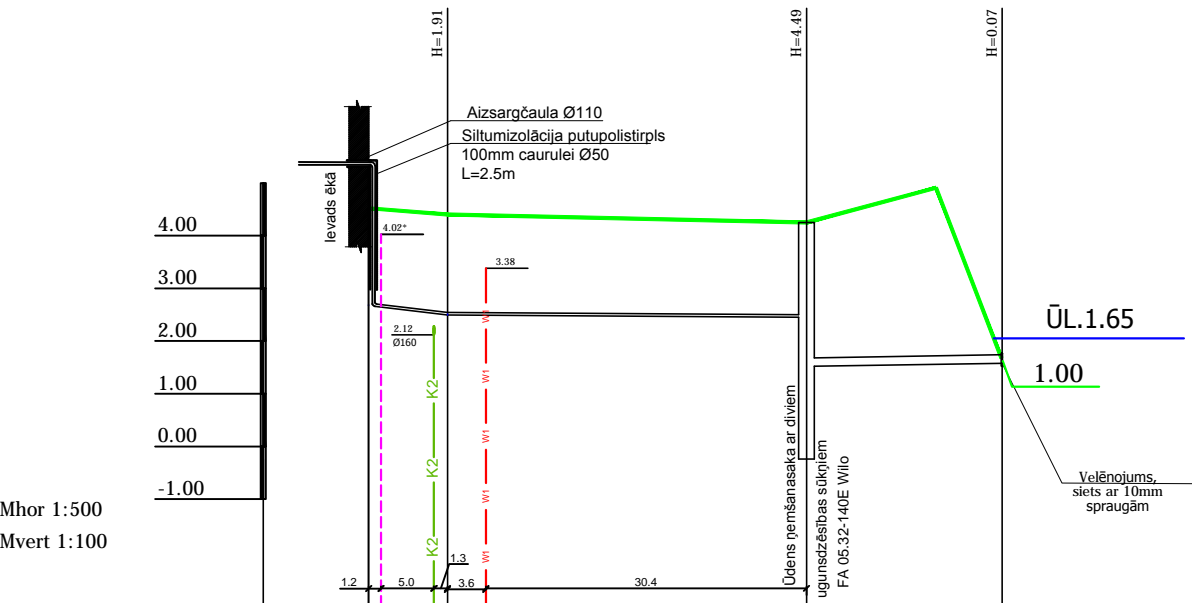 H=1.91
H=4.49
H=0.07
Aizsargčaula Ø110
Siltumizolācija putupolistirpls
100mm caurulei Ø50
L=2.5m
Ievads ēkā
4.00
3.00
2.00
1.00
0.00
-1.00
4.02*
3.38
2.12
Ø160
W1
W1
W1
W1
W1
K2
K2
K2
ŪL.1.65
1.00
Ūdens ņemšanasaka ar diviem
ugunsdzēsības sūkņiem
FA 05.32-140E Wilo
Velēnojums,
siets ar 10mm
spraugām
Mhor 1:500
Mvert 1:100
1.2
5.0
1.3
3.6
30.4